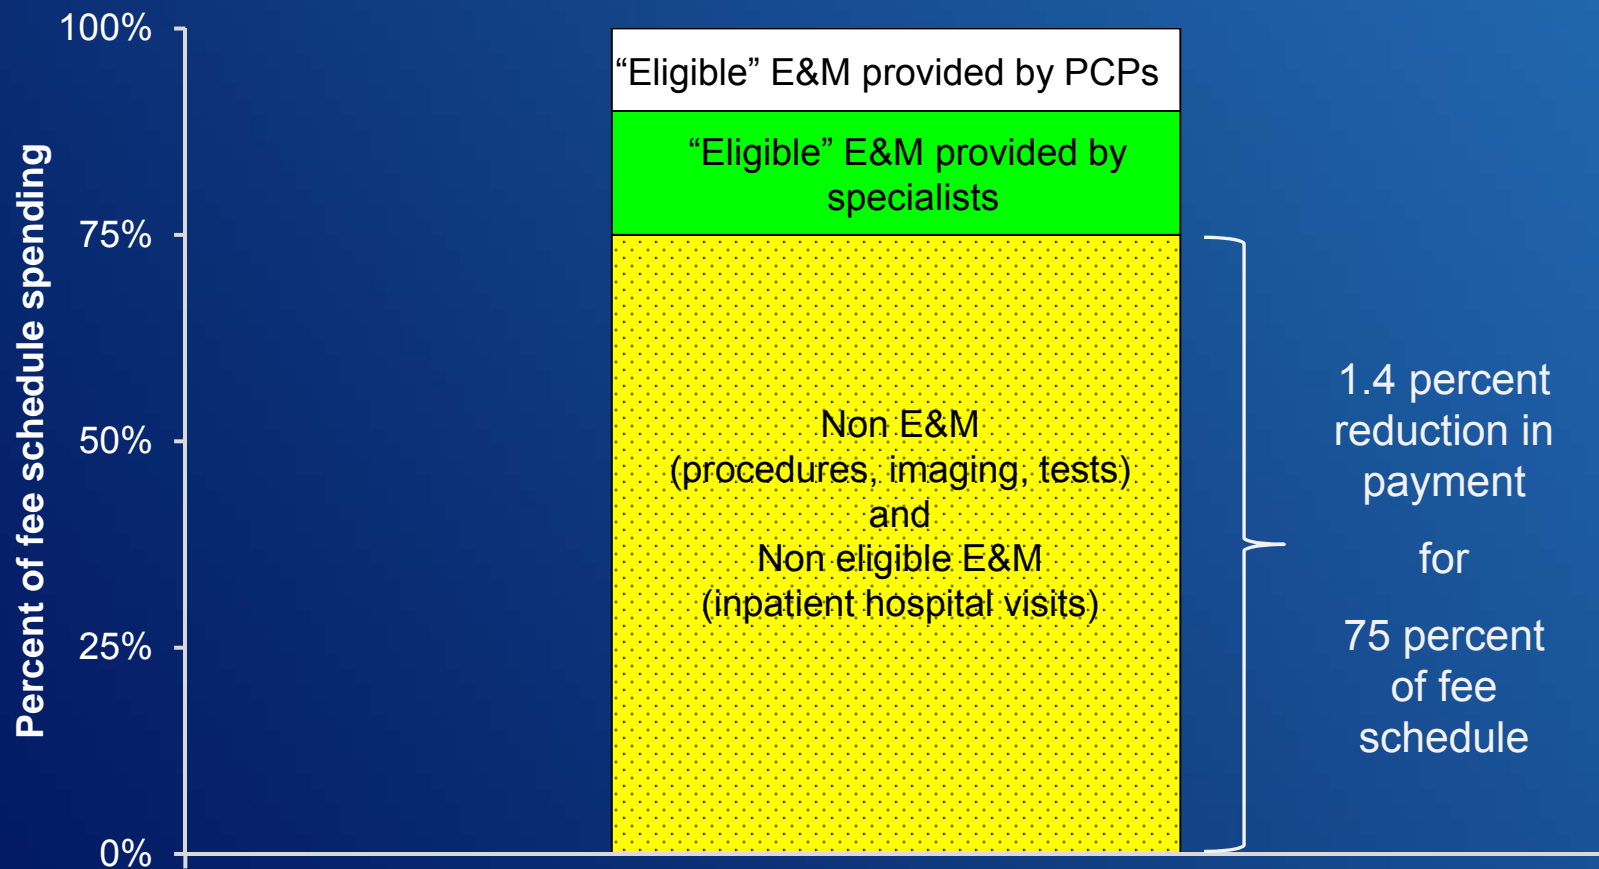 Percent of fee schedule spending
100%
75%
50%
25%
0%
“Eligible” E&M provided by PCPs
“Eligible” E&M provided by
specialists
Non E&M
(procedures, imaging, tests)
and
Non eligible E&M
(inpatient hospital visits)
1.4 percent
reduction in
payment
for
75 percent
of fee
schedule